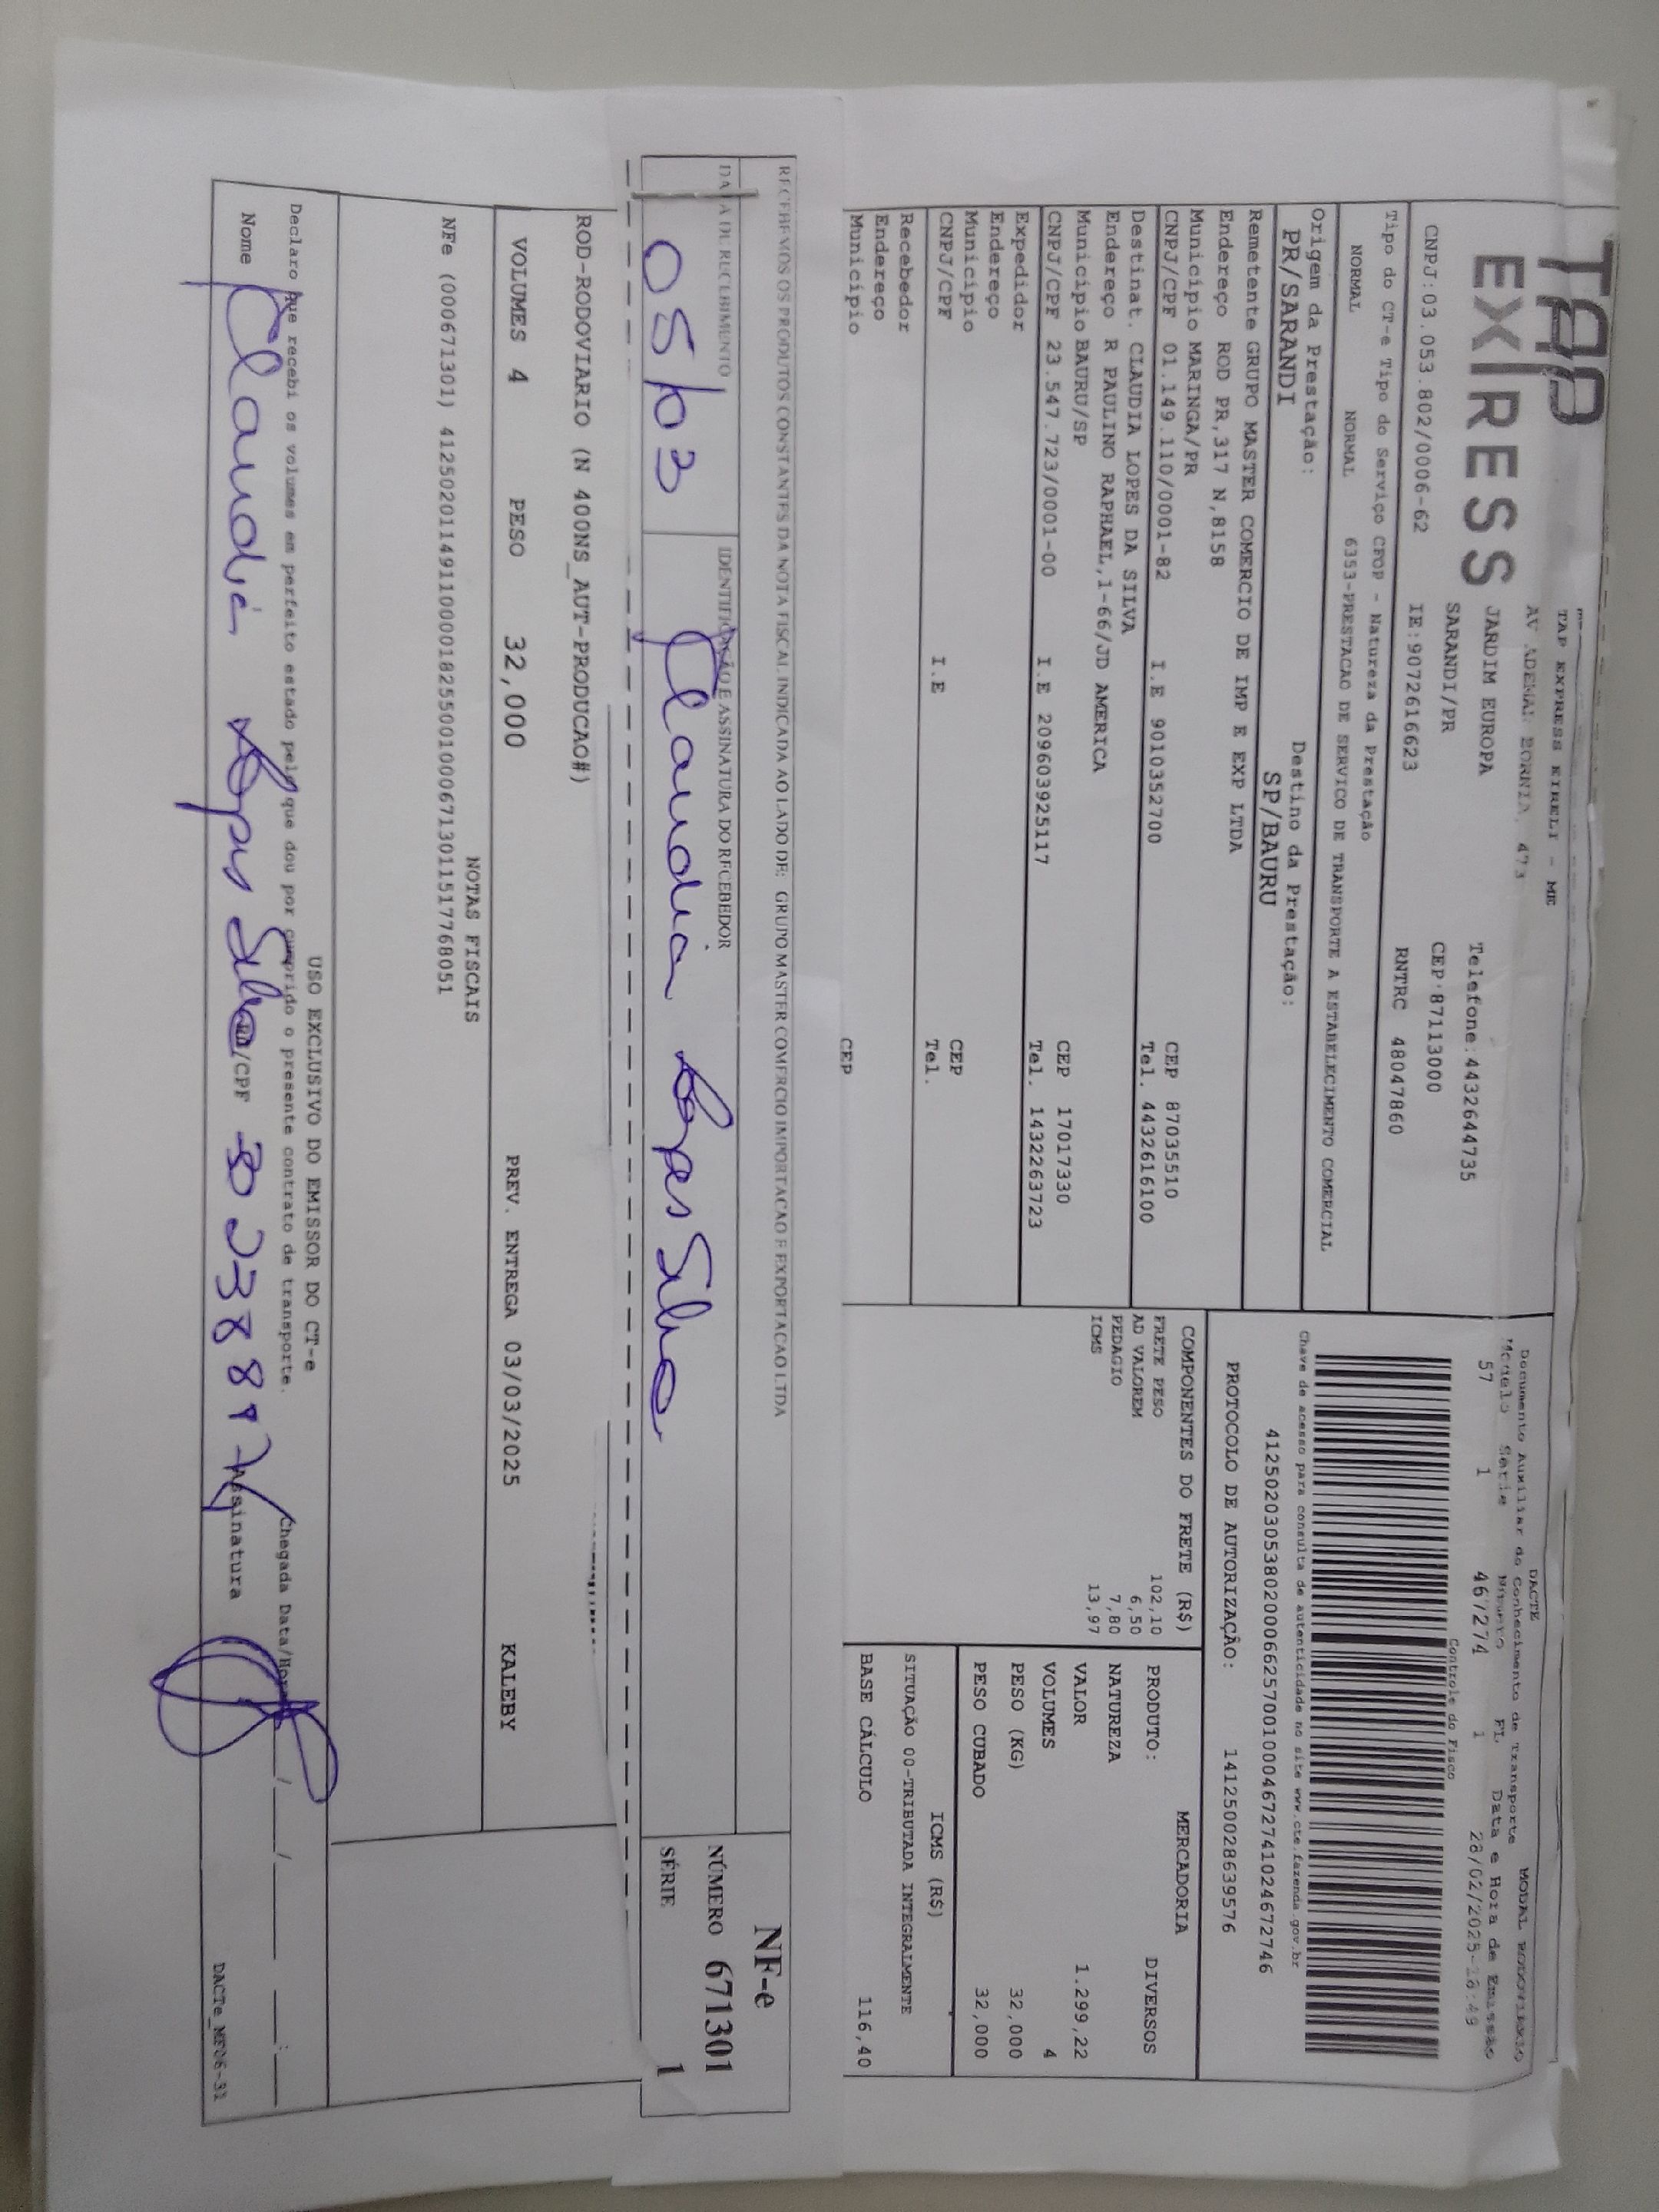 TAP
EXPRESS
TAP EXPRESS EIRELI - ME
AV ADEMAR BORNIA, 473
JARDIM EUROPA
SARANDI/PR
Telefone:4432644735
CEP:87113000
CNPJ:03.053.802/0006-62
IE:9072616623
RNTRC 48047860
Tipo do CT-e Tipo do Serviço CFOP - Natureza da Prestação
NORMAL NORMAL 6353-PRESTACAO DE SERVICO DE TRANSPORTE A ESTABELECIMENTO COMERCIAL
Origem da Prestação:
PR/SARANDI
Destino da Prestação:
SP/BAURU
Remetente GRUPO MASTER COMERCIO DE IMP E EXP LTDA
Endereço ROD PR,317 N,8158
Município MARINGA/PR CEP 87035510
CNPJ/CPF 01.149.110/0001-82 I.E 9010352700 Tel. 4432616100
Destinat. CLAUDIA LOPES DA SILVA
Endereço R PAULINO RAPHAEL,1-66/JD AMERICA
Município BAURU/SP CEP 17017330
CNPJ/CPF 23.547.723/0001-00 I.E 209603925117 Tel. 1432263723
Expedidor
Endereço
Município CEP
CNPJ/CPF I.E Tel.
Recebedor
Endereço
Município CEP
DACTE
Documento Auxiliar do Conhecimento de Transporte
MODAL RODOVIARIO
Modelo Serie Número FL Data e Hora de Emissão
57 1 467274 1 28/02/2025-18:49
Controle do Fisco
Chave de acesso para consulta de autenticidade no site www.cte.fazenda.gov.br
41250203053802000662570010004672741024672746
PROTOCOLO DE AUTORIZAÇÃO: 141250028639576
COMPONENTES DO FRETE (R$)
FRETE PESO 102,10
AD VALOREM 6,50
PEDAGIO 7,80
ICMS 13,97
MERCADORIA
PRODUTO: DIVERSOS
NATUREZA
VALOR 1.299,22
VOLUMES 4
PESO (KG) 32,000
PESO CUBADO 32,000
ICMS (R$)
SITUAÇÃO 00-TRIBUTADA INTEGRALMENTE
BASE CÁLCULO 116,40
RECEBEMOS OS PRODUTOS CONSTANTES DA NOTA FISCAL INDICADA AO LADO DE: GRUPO MASTER COMERCIO IMPORTACAO E EXPORTACAO LTDA
DATA DE RECEBIMENTO
05/03
IDENTIFICAÇÃO E ASSINATURA DO RECEBEDOR
Claudia Lopes Silva
NF-e
NÚMERO 671301
SÉRIE 1
ROD-RODOVIARIO (N 400NS_AUT-PRODUCAO#)
VOLUMES 4 PESO 32,000 PREV. ENTREGA 03/03/2025 KALEBY
NOTAS FISCAIS
NFe (000671301) 41250201149110000182550010006713011517768051
USO EXCLUSIVO DO EMISSOR DO CT-e
Declaro que recebi os volumes em perfeito estado pelo que dou por cumprido o presente contrato de transporte. Chegada Data/Hora
Nome Claudia Lopes Silva RG/CPF Assinatura
DACTe_MF06-31